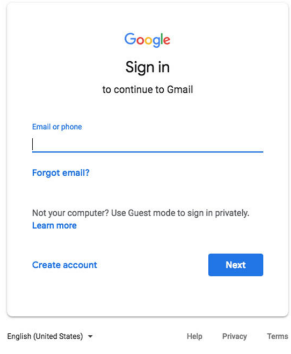 Google
Sign in
to continue to Gmail
Email or phone
Forgot email?
Not your computer? Use Guest mode to sign in privately.
Learn more
Create account
Next
English (United States)
Help
Privacy
Terms